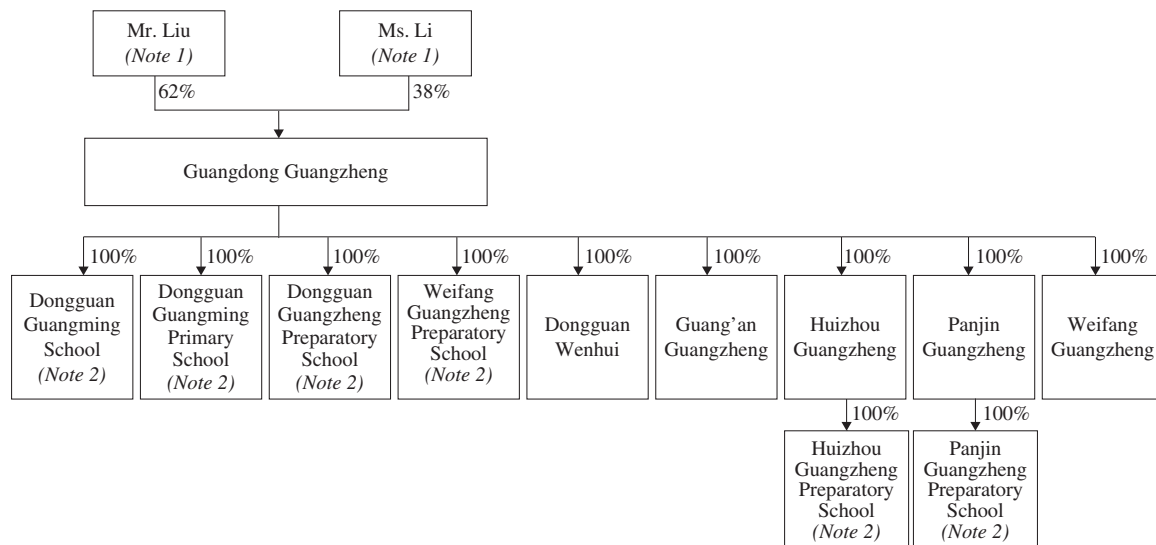 Mr. Liu
(Note 1)
Ms. Li
(Note 1)
62%
38%
Guangdong Guangzheng
100%
100%
100%
100%
100%
100%
100%
100%
100%
Dongguan
Guangming
School
(Note 2)
Dongguan
Guangming
Primary
School
(Note 2)
Dongguan
Guangzheng
Preparatory
School
(Note 2)
Weifang
Guangzheng
Preparatory
School
(Note 2)
Dongguan
Wenhui
Guang’an
Guangzheng
Huizhou
Guangzheng
Panjin
Guangzheng
Weifang
Guangzheng
100%
100%
Huizhou
Guangzheng
Preparatory
School
(Note 2)
Panjin
Guangzheng
Preparatory
School
(Note 2)